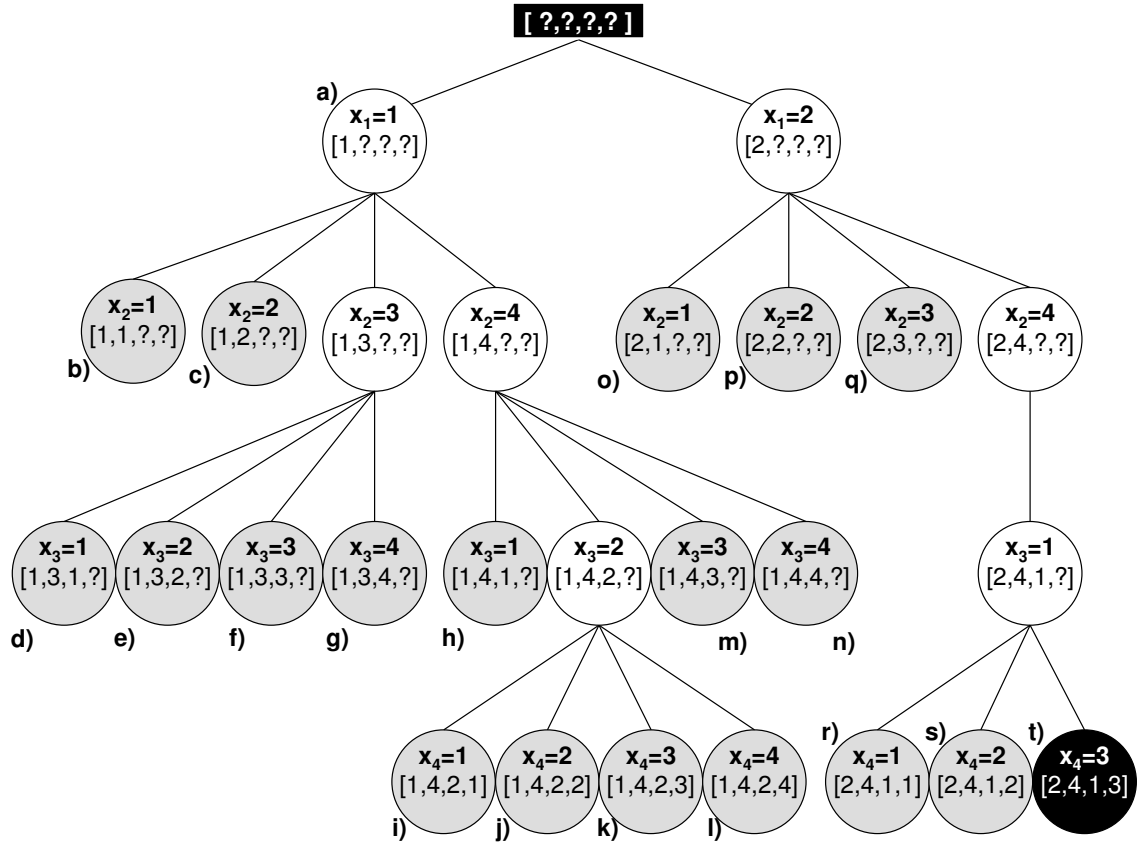 [ ?,?,?,? ]
a)
x₁=1
[1,?,?,?]
x₁=2
[2,?,?,?]
x₂=1
[1,1,?,?]
b)
x₂=2
[1,2,?,?]
c)
x₂=3
[1,3,?,?]
x₂=4
[1,4,?,?]
x₂=1
[2,1,?,?]
o)
x₂=2
[2,2,?,?]
p)
x₂=3
[2,3,?,?]
q)
x₂=4
[2,4,?,?]
x₃=1
[1,3,1,?]
d)
x₃=2
[1,3,2,?]
e)
x₃=3
[1,3,3,?]
f)
x₃=4
[1,3,4,?]
g)
x₃=1
[1,4,1,?]
h)
x₃=2
[1,4,2,?]
x₃=3
[1,4,3,?]
m)
x₃=4
[1,4,4,?]
n)
x₃=1
[2,4,1,?]
x₄=1
[1,4,2,1]
i)
x₄=2
[1,4,2,2]
j)
x₄=3
[1,4,2,3]
k)
x₄=4
[1,4,2,4]
l)
r)
x₄=1
[2,4,1,1]
s)
x₄=2
[2,4,1,2]
t)
x₄=3
[2,4,1,3]